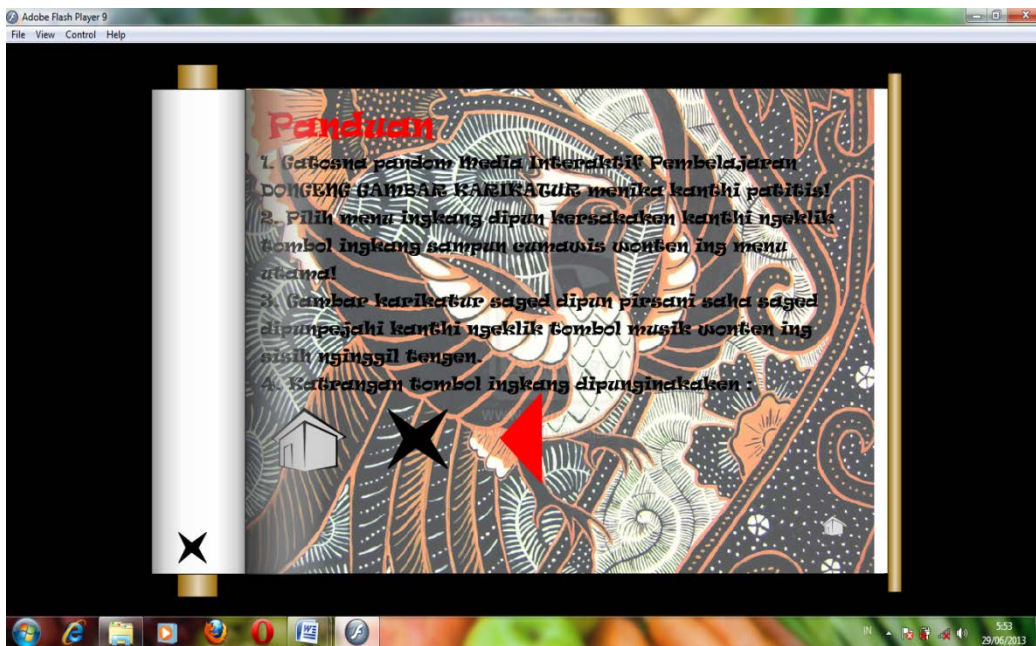 Adobe Flash Player 9
File View Control Help
Panduan
1. Gatosna pandom Media Interaktif Pembelajaran
DONGENG GAMBAR KARIKATUR menika kanthi patitis!
2. Pilih menu ingkang dipun kersakaken kanthi ngeklik
tombol ingkang sampun cumawis wonten ing menu
utama!
3. Gambar karikatur saged dipun pirsani saha saged
dipunpejahi kanthi ngeklik tombol musik wonten ing
sisih nginggil tengen.
4. Katrangan tombol ingkang dipunginakaken :
IN
5:53
29/06/2013